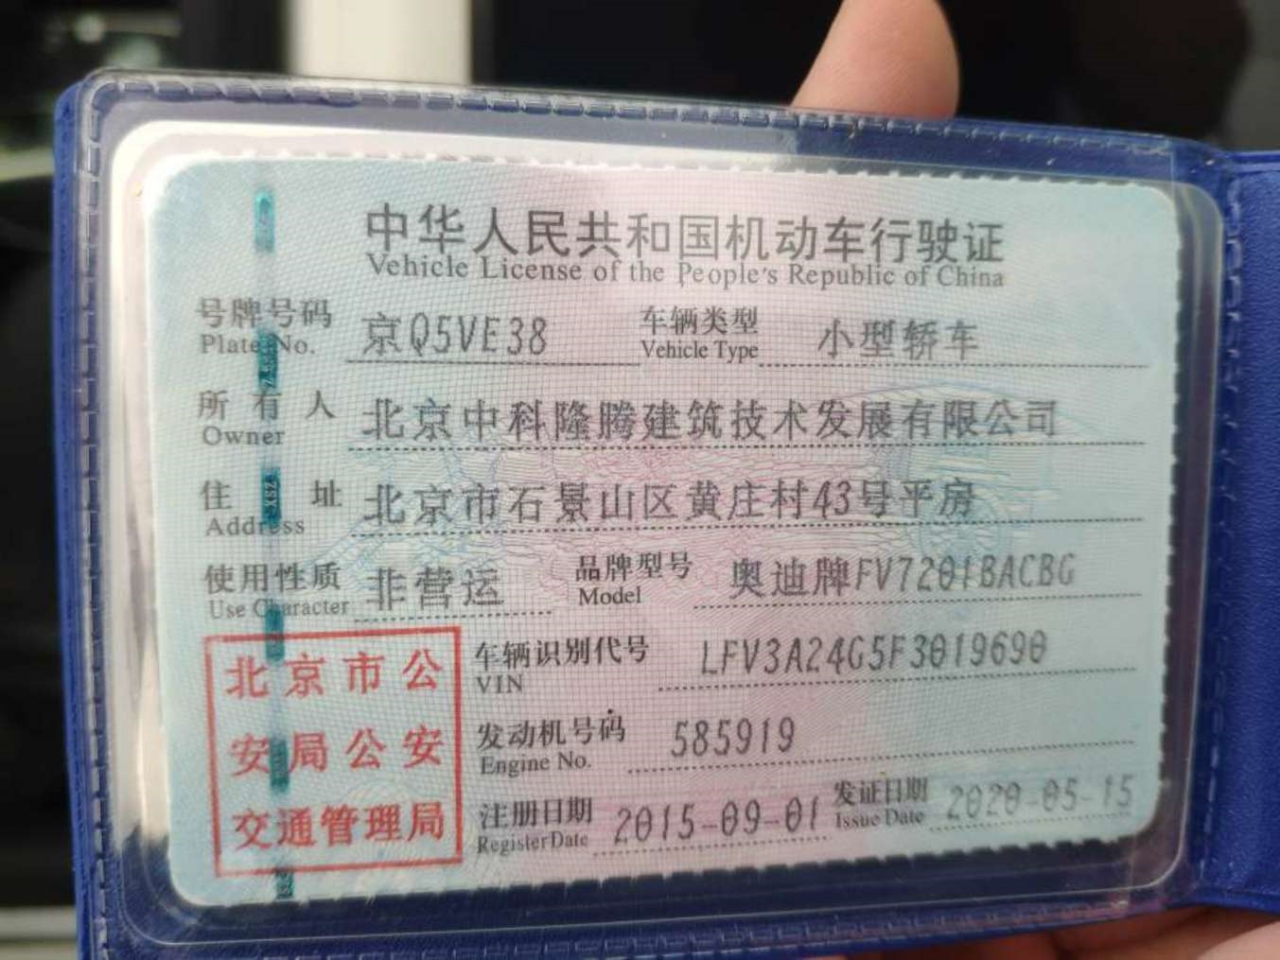 中华人民共和国机动车行驶证
Vehicle License of the People's Republic of China
号牌号码 京Q5VE38 车辆类型 小型轿车
Plate No. Vehicle Type
所有人 北京中科隆腾建筑技术发展有限公司
Owner
住址 北京市石景山区黄庄村43号平房
Address
使用性质 非营运 品牌型号 奥迪牌FV7201BACBG
Use Character Model
车辆识别代号 LFV3A24G5F3019690
VIN
发动机号码 585919
Engine No.
注册日期 2015-09-01 发证日期 2020-05-15
Register Date Issue Date
北京市公
安局公安
交通管理局